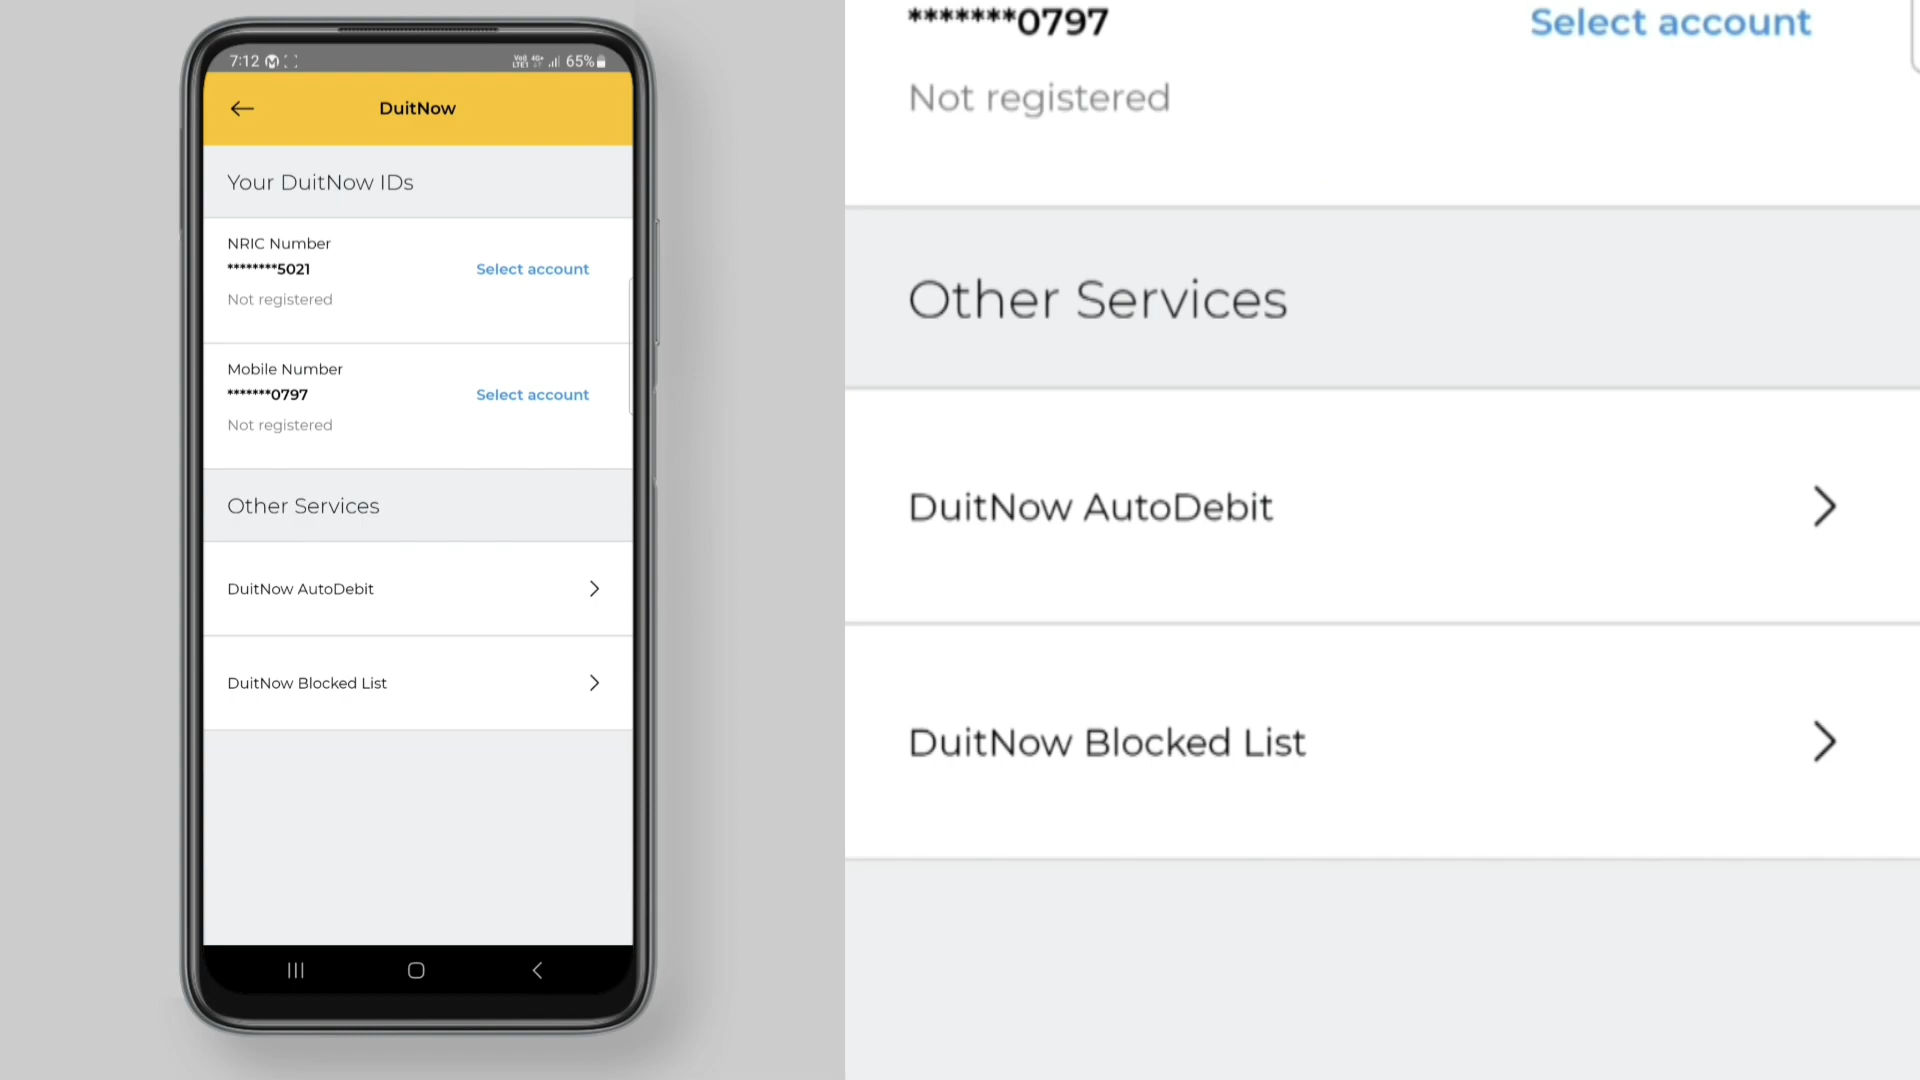 7:12
65%
DuitNow
Your DuitNow IDs
NRIC Number
********5021
Select account
Not registered
Mobile Number
*******0797
Select account
Not registered
Other Services
DuitNow AutoDebit
DuitNow Blocked List
*******0797
Select account
Not registered
Other Services
DuitNow AutoDebit
DuitNow Blocked List